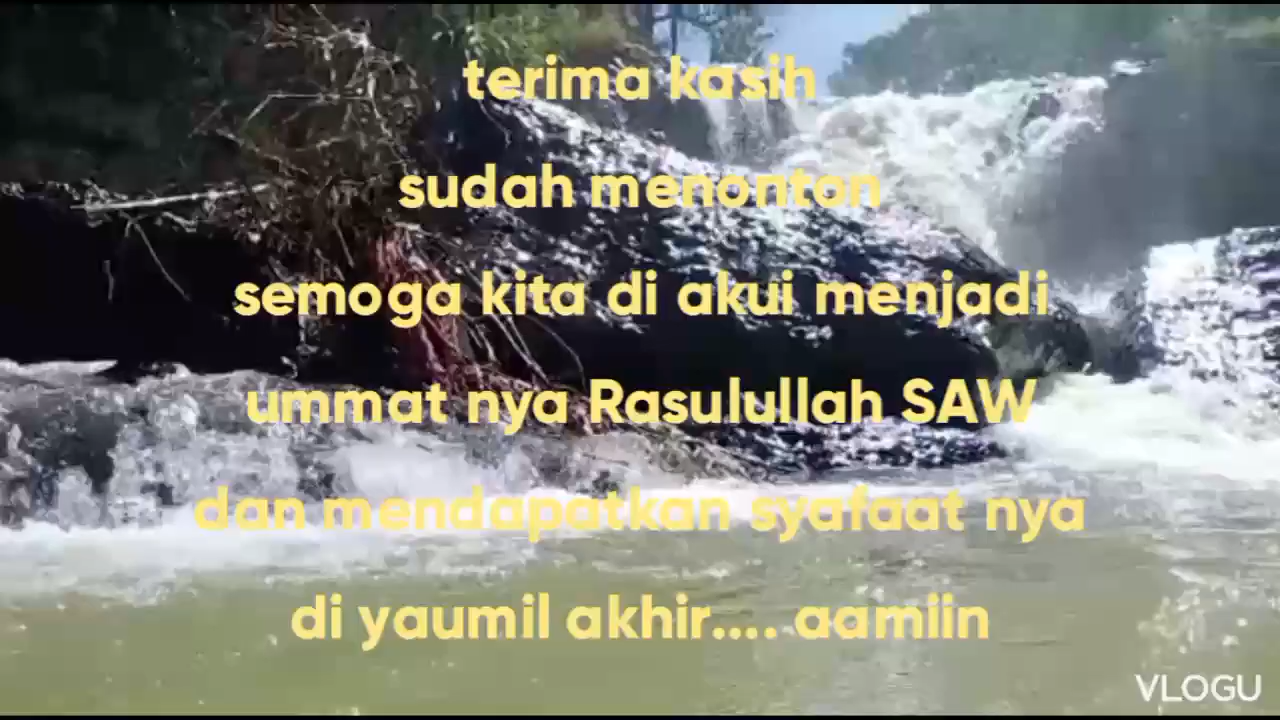 terima kasih
sudah menonton
semoga kita di akui menjadi
ummat nya Rasulullah SAW
dan mendapatkan syafaat nya
di yaumil akhir.... aamiin
VLOGU